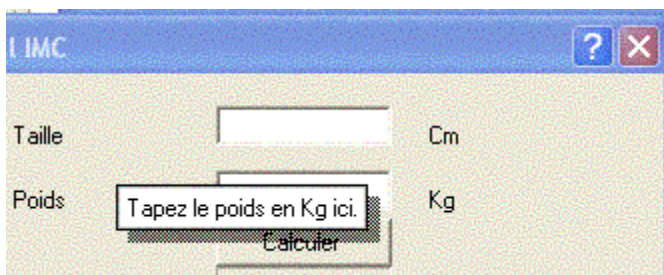 l IMC
?
Taille Cm
Poids Kg
Tapez le poids en Kg ici.
Calculer